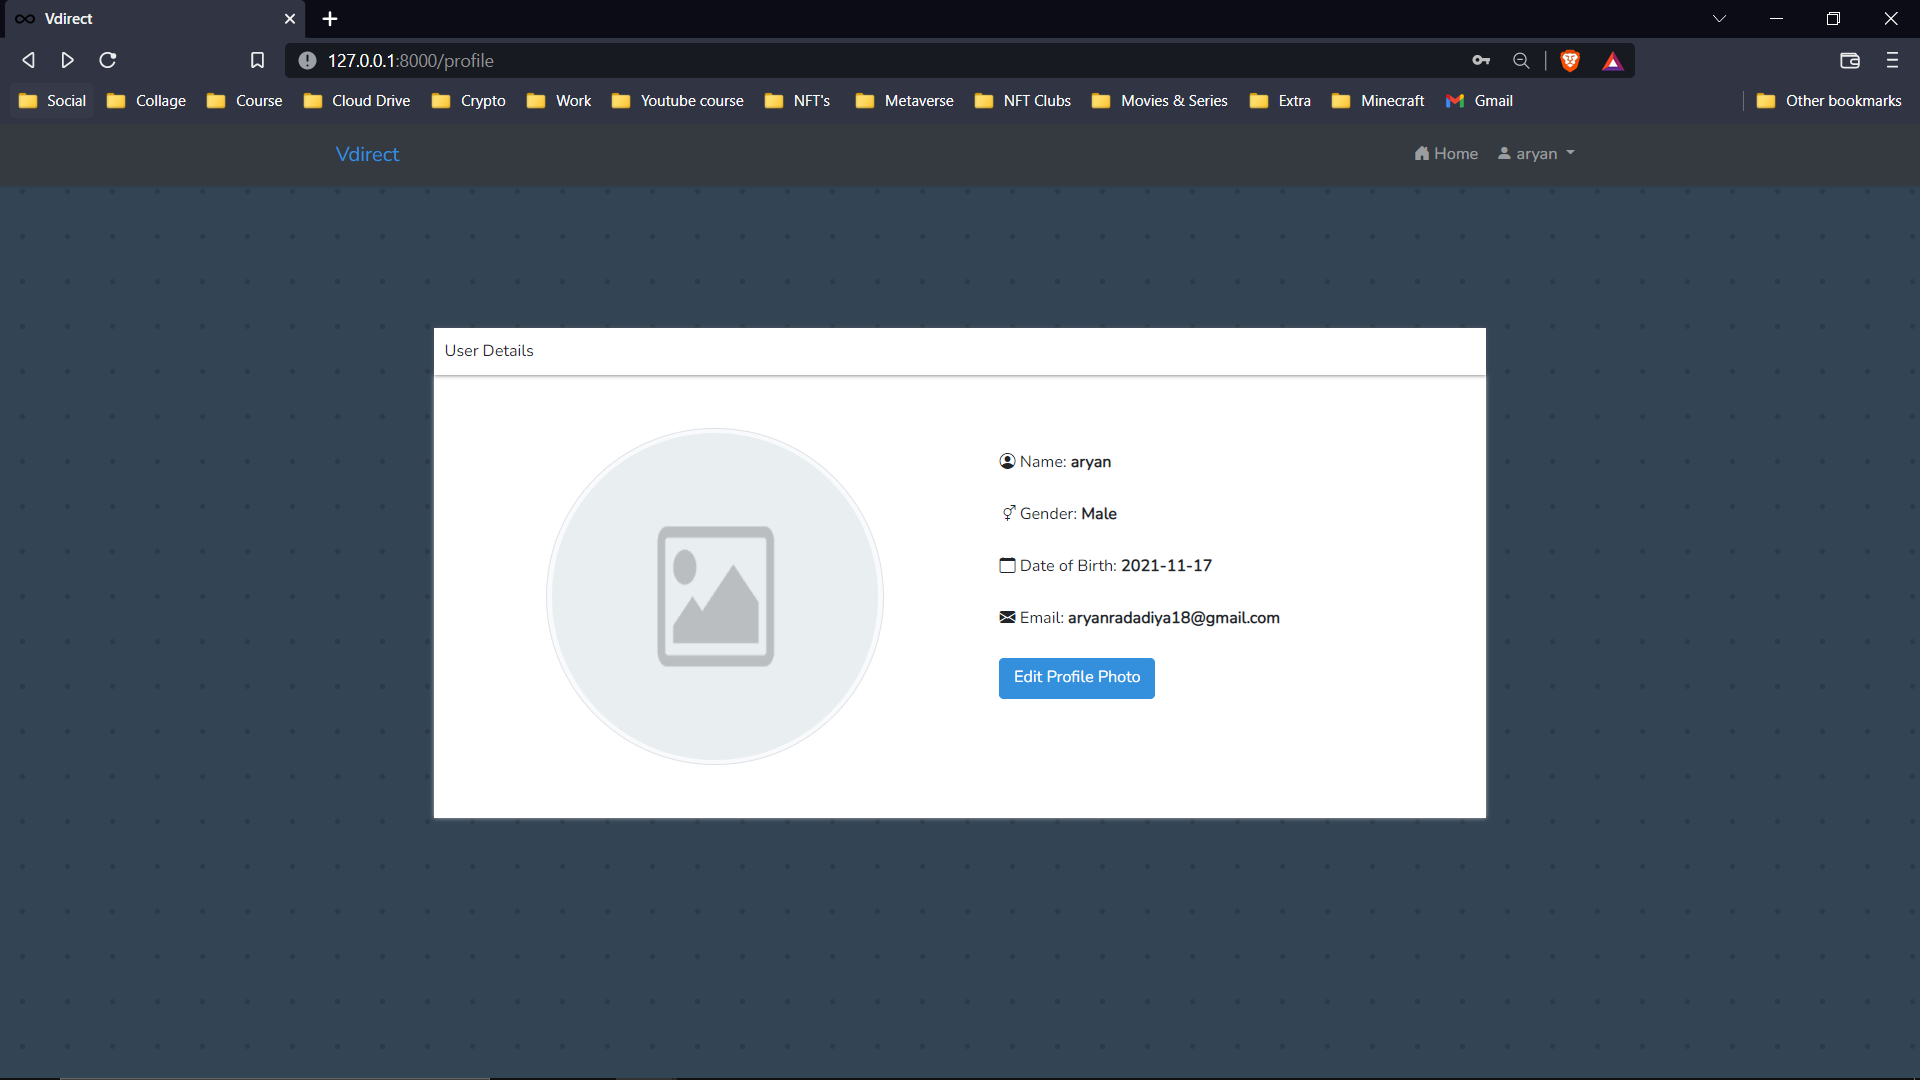 Vdirect
127.0.0.1:8000/profile
Social Collage Course Cloud Drive Crypto Work Youtube course NFT's Metaverse NFT Clubs Movies & Series Extra Minecraft Gmail Other bookmarks
Vdirect Home aryan
User Details
Name: aryan
Gender: Male
Date of Birth: 2021-11-17
Email: aryanradadiya18@gmail.com
Edit Profile Photo